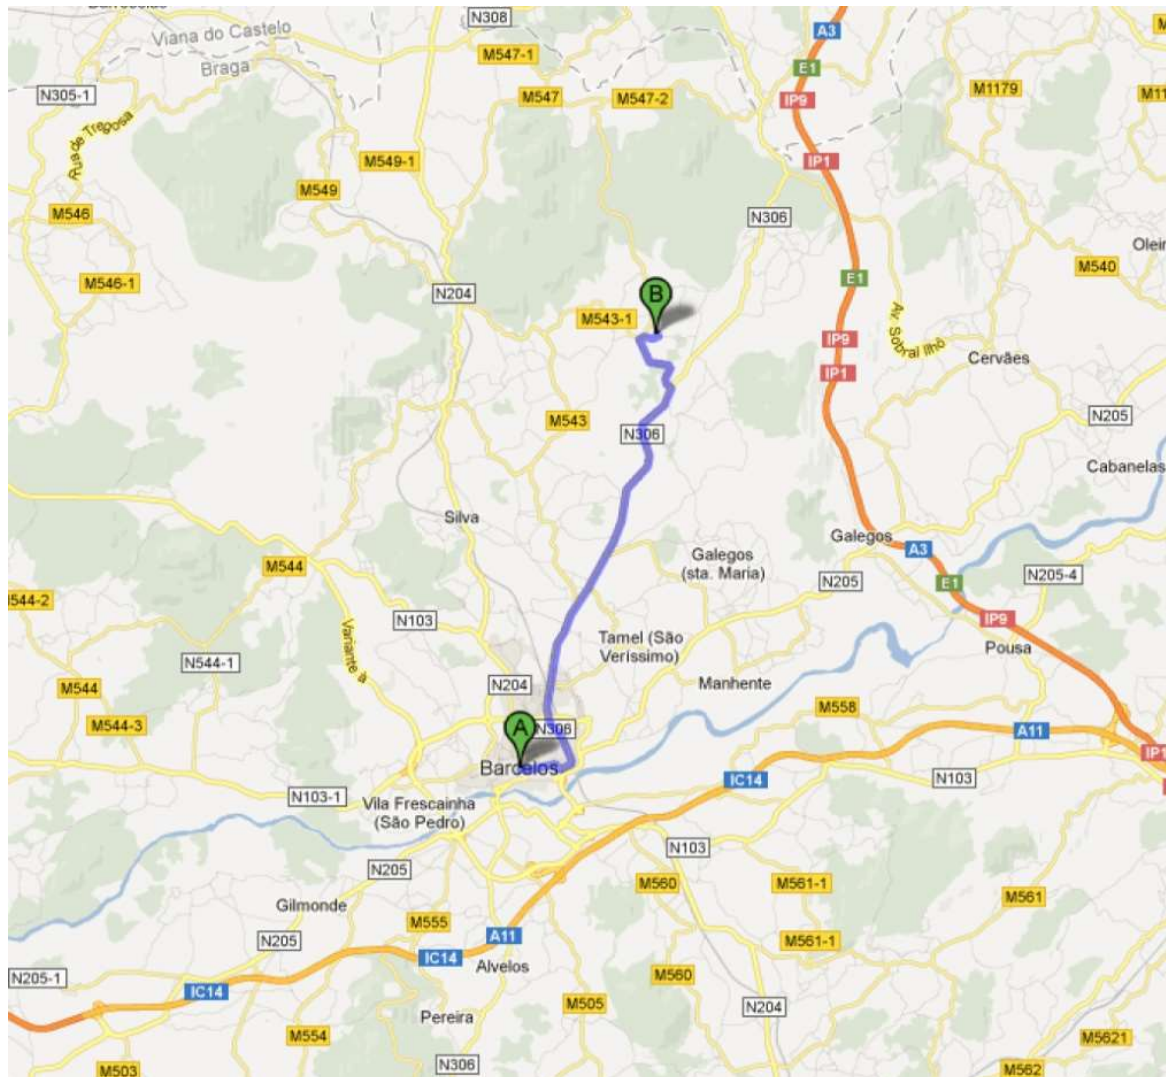 N308
A3
Viana do Castelo
M547-1
Braga
E1
N305-1
M547
M547-2
IP9
M1179
Rua de Tregosa
M549-1
IP1
M549
M546
N306
Olei
M540
M546-1
E1
N204
B
M543-1
Av. Sobral Ilhô
IP9
Cervães
IP1
N205
M543
N306
Cabanelas
Silva
Galegos
A3
Galegos
(sta. Maria)
M544
N205
E1
N205-4
544-2
N103
IP9
Variante à
Tamel (São
Veríssimo)
Pousa
N544-1
M544
N204
Manhente
M558
M544-3
A
N306
A11
IP1
Barcelos
IC14
N103
N103-1
Vila Frescainha
(São Pedro)
N103
N205
M560
M561-1
M561
Gilmonde
M555
A11
N205
M561-1
IC14
Alvelos
N205-1
M560
IC14
M505
N204
Pereira
M554
M5621
N306
M503
M562